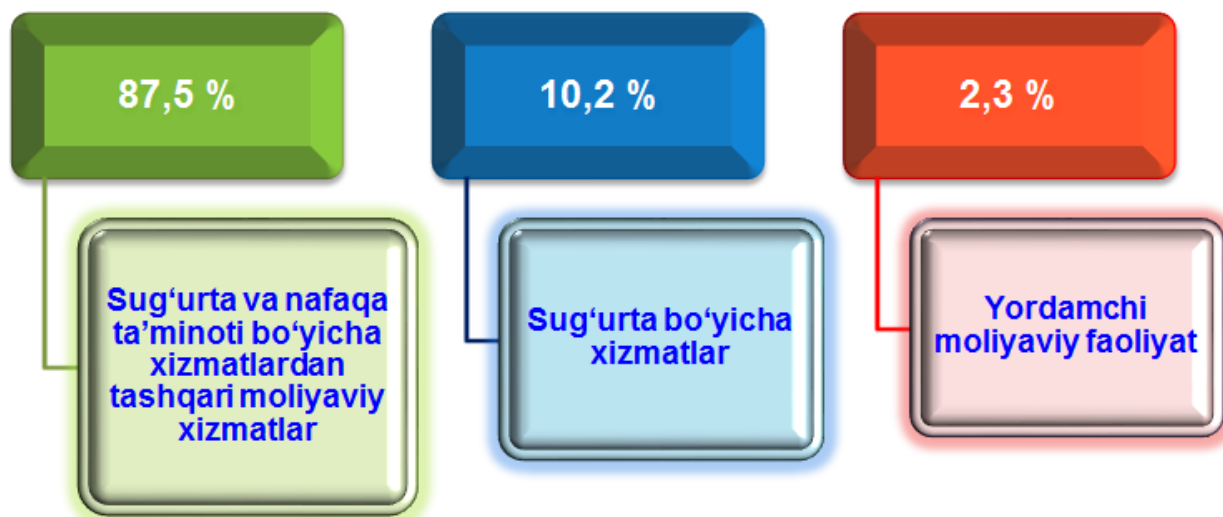 87,5 %
10,2 %
2,3 %
Sug‘urta va nafaqa
ta’minoti bo‘yicha
xizmatlardan
tashqari moliyaviy
xizmatlar
Sug‘urta bo‘yicha
xizmatlar
Yordamchi
moliyaviy faoliyat